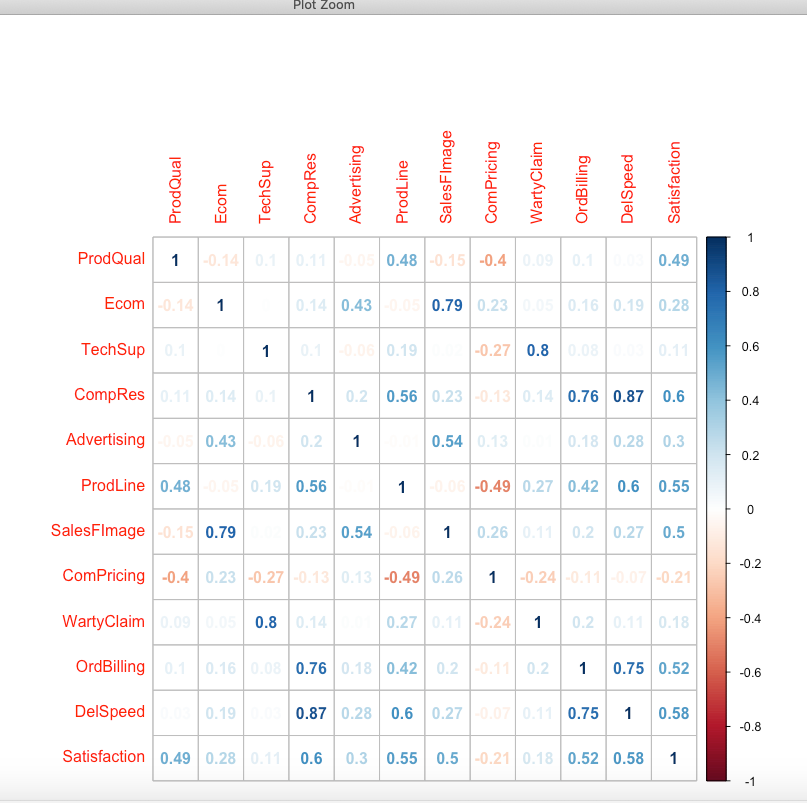 Plot Zoom
ProdQual Ecom TechSup CompRes Advertising ProdLine SalesFImage ComPricing WartyClaim OrdBilling DelSpeed Satisfaction
ProdQual 1 -0.14 0.1 0.11 -0.05 0.48 -0.15 -0.4 0.09 0.1 0.49
Ecom -0.14 1 0.14 0.43 -0.05 0.79 0.23 0.05 0.16 0.19 0.28
TechSup 0.1 1 0.1 -0.06 0.19 -0.27 0.8 0.08 0.11
CompRes 0.11 0.14 0.1 1 0.2 0.56 0.23 -0.13 0.14 0.76 0.87 0.6
Advertising -0.05 0.43 -0.06 0.2 1 0.54 0.13 0.18 0.28 0.3
ProdLine 0.48 -0.05 0.19 0.56 1 -0.06 -0.49 0.27 0.42 0.6 0.55
SalesFImage -0.15 0.79 0.23 0.54 -0.06 1 0.26 0.11 0.2 0.27 0.5
ComPricing -0.4 0.23 -0.27 -0.13 0.13 -0.49 0.26 1 -0.24 -0.11 -0.07 -0.21
WartyClaim 0.09 0.05 0.8 0.14 0.27 0.11 -0.24 1 0.2 0.11 0.18
OrdBilling 0.1 0.16 0.08 0.76 0.18 0.42 0.2 -0.11 0.2 1 0.75 0.52
DelSpeed 0.19 0.87 0.28 0.6 0.27 -0.07 0.11 0.75 1 0.58
Satisfaction 0.49 0.28 0.11 0.6 0.3 0.55 0.5 -0.21 0.18 0.52 0.58 1
1
0.8
0.6
0.4
0.2
0
-0.2
-0.4
-0.6
-0.8
-1